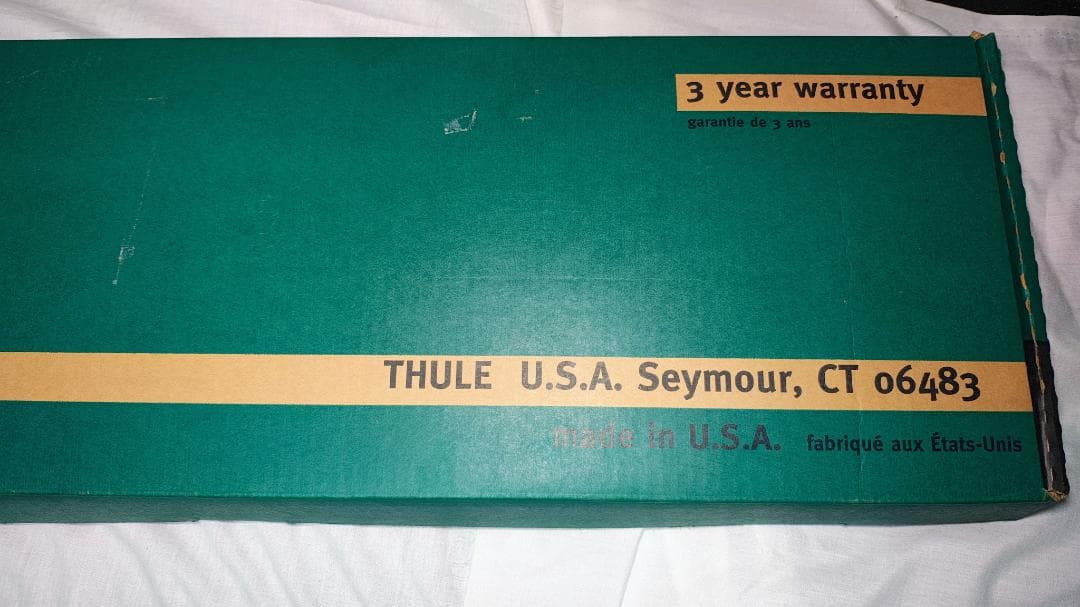 3 year warranty
garantie de 3 ans
THULE U.S.A. Seymour, CT 06483
made in U.S.A. fabriqué aux États-Unis